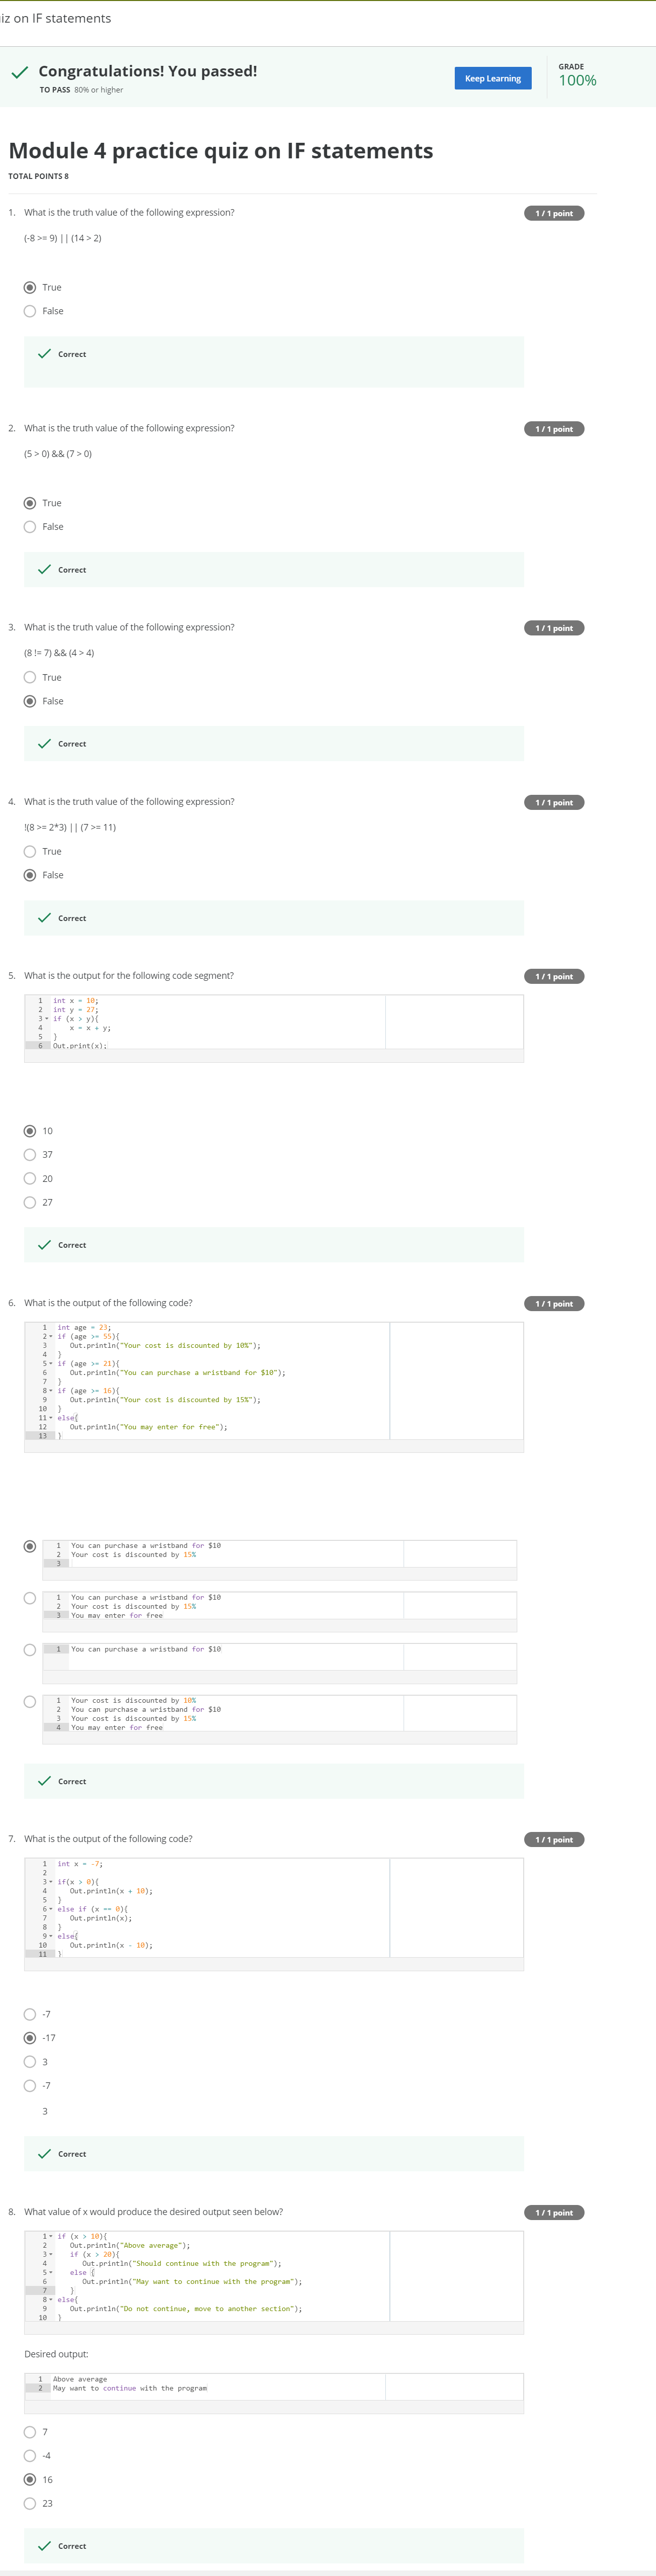 iz on IF statements
Congratulations! You passed!
TO PASS 80% or higher
Keep Learning
GRADE
100%
Module 4 practice quiz on IF statements
TOTAL POINTS 8
1. What is the truth value of the following expression?
1 / 1 point
(-8 >= 9) || (14 > 2)
True
False
Correct
2. What is the truth value of the following expression?
1 / 1 point
(5 > 0) && (7 > 0)
True
False
Correct
3. What is the truth value of the following expression?
1 / 1 point
(8 != 7) && (4 > 4)
True
False
Correct
4. What is the truth value of the following expression?
1 / 1 point
!(8 >= 2*3) || (7 >= 11)
True
False
Correct
5. What is the output for the following code segment?
1 / 1 point
1 int x = 10;
2 int y = 27;
3 if (x > y){
4 x = x + y;
5 }
6 Out.print(x);
10
37
20
27
Correct
6. What is the output of the following code?
1 / 1 point
1 int age = 23;
2 if (age >= 55){
3 Out.println("Your cost is discounted by 10%");
4 }
5 if (age >= 21){
6 Out.println("You can purchase a wristband for $10");
7 }
8 if (age >= 16){
9 Out.println("Your cost is discounted by 15%");
10 }
11 else{
12 Out.println("You may enter for free");
13 }
1 You can purchase a wristband for $10
2 Your cost is discounted by 15%
3
1 You can purchase a wristband for $10
2 Your cost is discounted by 15%
3 You may enter for free
1 You can purchase a wristband for $10
1 Your cost is discounted by 10%
2 You can purchase a wristband for $10
3 Your cost is discounted by 15%
4 You may enter for free
Correct
7. What is the output of the following code?
1 / 1 point
1 int x = -7;
2
3 if(x > 0){
4 Out.println(x + 10);
5 }
6 else if (x == 0){
7 Out.println(x);
8 }
9 else{
10 Out.println(x - 10);
11 }
-7
-17
3
-7
3
Correct
8. What value of x would produce the desired output seen below?
1 / 1 point
1 if (x > 10){
2 Out.println("Above average");
3 if (x > 20){
4 Out.println("Should continue with the program");
5 else {
6 Out.println("May want to continue with the program");
7 }
8 else{
9 Out.println("Do not continue, move to another section");
10 }
Desired output:
1 Above average
2 May want to continue with the program
7
-4
16
23
Correct